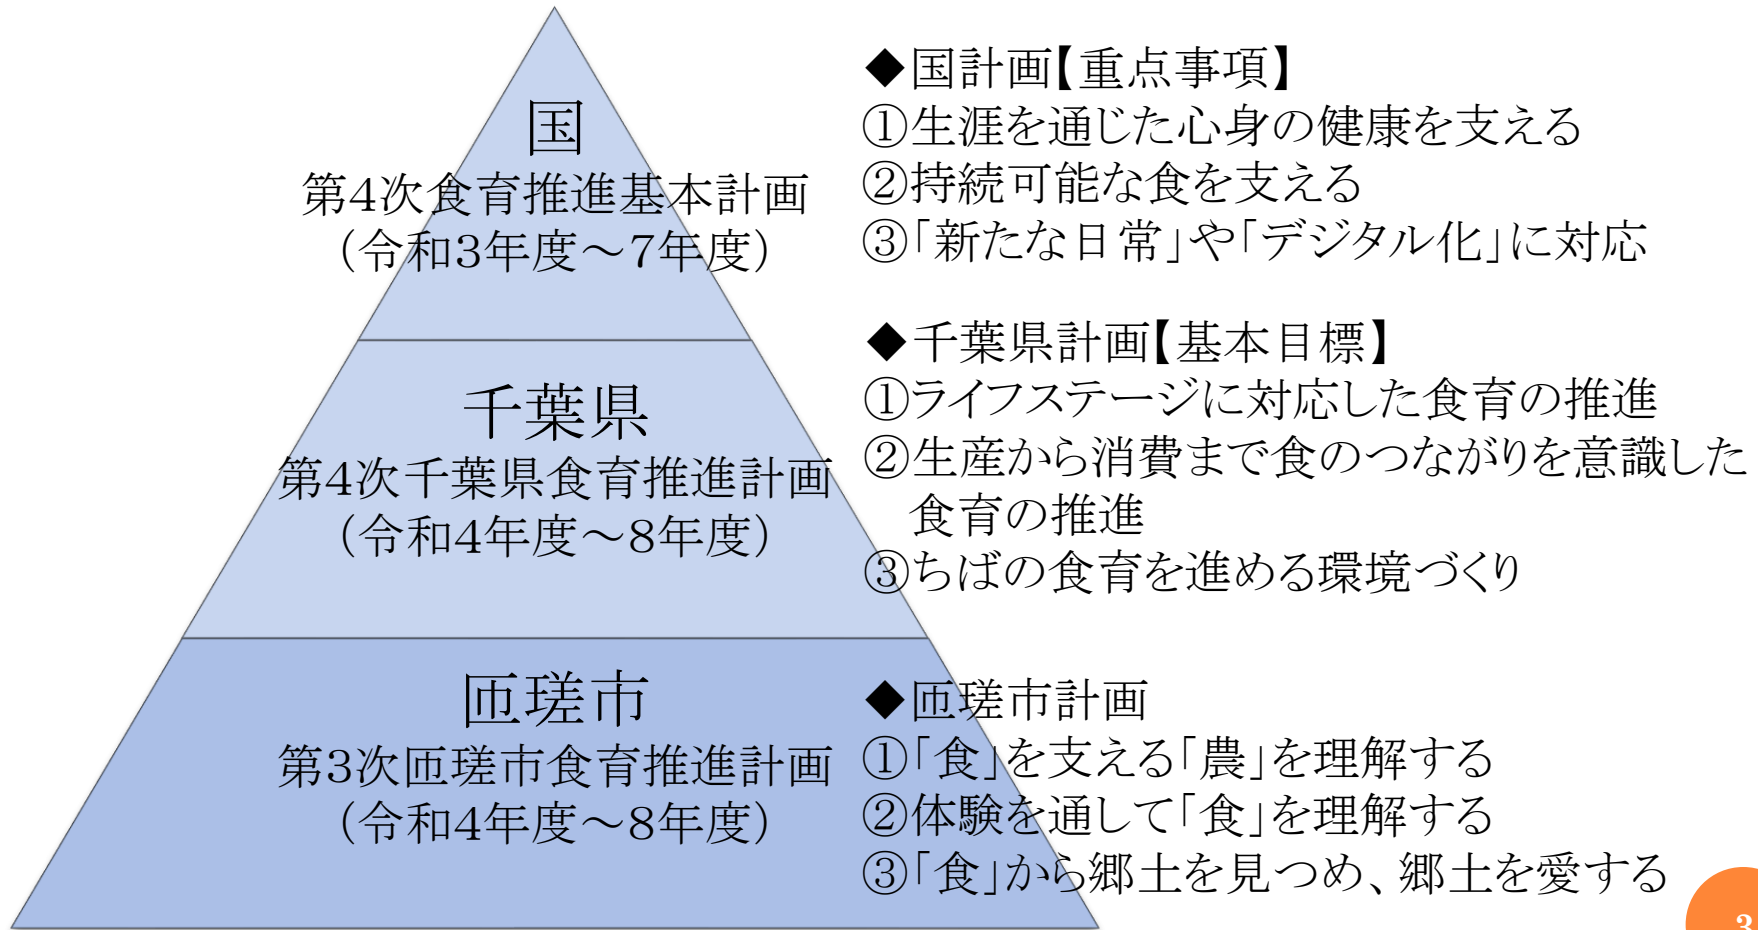 国
第4次食育推進基本計画
（令和3年度～7年度）
千葉県
第4次千葉県食育推進計画
（令和4年度～8年度）
匝瑳市
第3次匝瑳市食育推進計画
（令和4年度～8年度）
◆国計画【重点事項】
①生涯を通じた心身の健康を支える
②持続可能な食を支える
③「新たな日常」や「デジタル化」に対応
◆千葉県計画【基本目標】
①ライフステージに対応した食育の推進
②生産から消費まで食のつながりを意識した
食育の推進
③ちばの食育を進める環境づくり
◆匝瑳市計画
①「食」を支える「農」を理解する
②体験を通して「食」を理解する
③「食」から郷土を見つめ、郷土を愛する
3